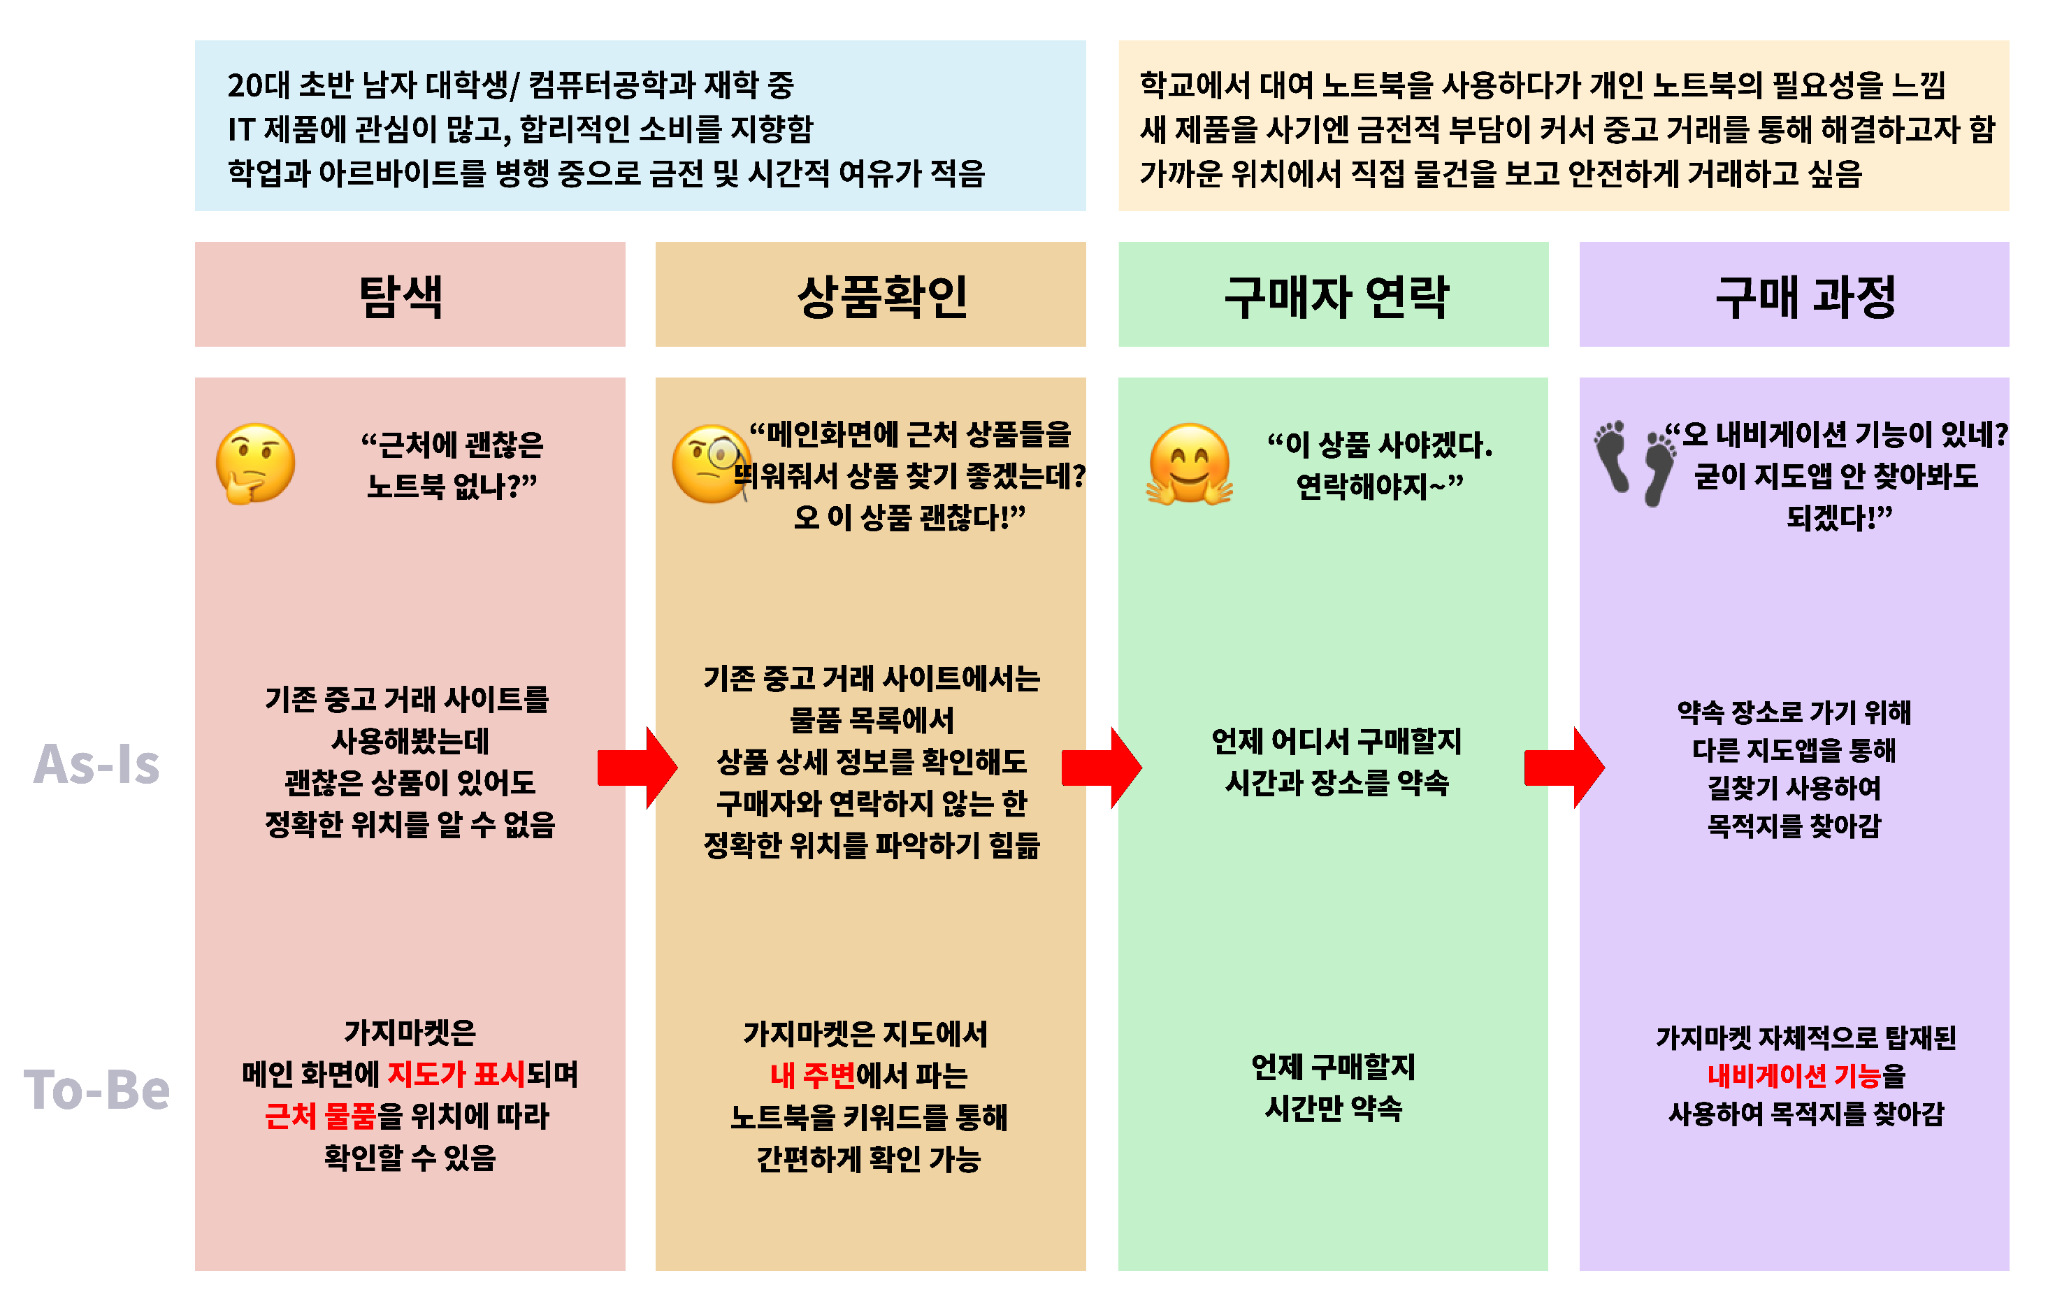 20대 초반 남자 대학생/ 컴퓨터공학과 재학 중
IT 제품에 관심이 많고, 합리적인 소비를 지향함
학업과 아르바이트를 병행 중으로 금전 및 시간적 여유가 적음
학교에서 대여 노트북을 사용하다가 개인 노트북의 필요성을 느낌
새 제품을 사기엔 금전적 부담이 커서 중고 거래를 통해 해결하고자 함
가까운 위치에서 직접 물건을 보고 안전하게 거래하고 싶음
탐색
상품확인
구매자 연락
구매 과정
“근처에 괜찮은
노트북 없나?”
“메인화면에 근처 상품들을
띄워줘서 상품 찾기 좋겠는데?
오 이 상품 괜찮다!”
“이 상품 사야겠다.
연락해야지~”
“오 내비게이션 기능이 있네?
굳이 지도앱 안 찾아봐도
되겠다!”
As-Is
기존 중고 거래 사이트를
사용해봤는데
괜찮은 상품이 있어도
정확한 위치를 알 수 없음
기존 중고 거래 사이트에서는
물품 목록에서
상품 상세 정보를 확인해도
구매자와 연락하지 않는 한
정확한 위치를 파악하기 힘듦
언제 어디서 구매할지
시간과 장소를 약속
약속 장소로 가기 위해
다른 지도앱을 통해
길찾기 사용하여
목적지를 찾아감
To-Be
가지마켓은
메인 화면에 지도가 표시되며
근처 물품을 위치에 따라
확인할 수 있음
가지마켓은 지도에서
내 주변에서 파는
노트북을 키워드를 통해
간편하게 확인 가능
언제 구매할지
시간만 약속
가지마켓 자체적으로 탑재된
내비게이션 기능을
사용하여 목적지를 찾아감